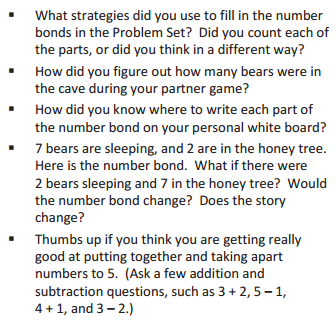 ▪ What strategies did you use to fill in the number
bonds in the Problem Set?  Did you count each of
the parts, or did you think in a different way?
▪ How did you figure out how many bears were in
the cave during your partner game?
▪ How did you know where to write each part of
the number bond on your personal white board?
▪ 7 bears are sleeping, and 2 are in the honey tree.
Here is the number bond.  What if there were
2 bears sleeping and 7 in the honey tree?  Would
the number bond change?  Does the story
change?
▪ Thumbs up if you think you are getting really
good at putting together and taking apart
numbers to 5.  (Ask a few addition and
subtraction questions, such as 3 + 2, 5 – 1,
4 + 1, and 3 – 2.)